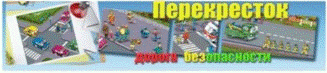 Перекресток
дорога безопасности